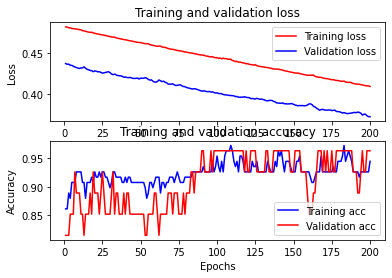 Training and validation loss
Loss
0.45
0.40
Training loss
Validation loss
0 25 50 75 100 125 150 175 200
Training and validation accuracy
Accuracy
0.95
0.90
0.85
Training acc
Validation acc
0 25 50 75 100 125 150 175 200
Epochs